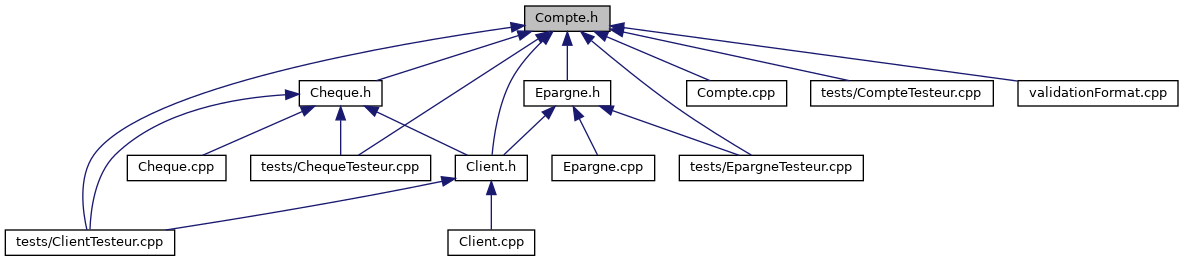 Compte.h
Cheque.h
Epargne.h
Compte.cpp
tests/CompteTesteur.cpp
validationFormat.cpp
Cheque.cpp
tests/ChequeTesteur.cpp
Client.h
Epargne.cpp
tests/EpargneTesteur.cpp
tests/ClientTesteur.cpp
Client.cpp